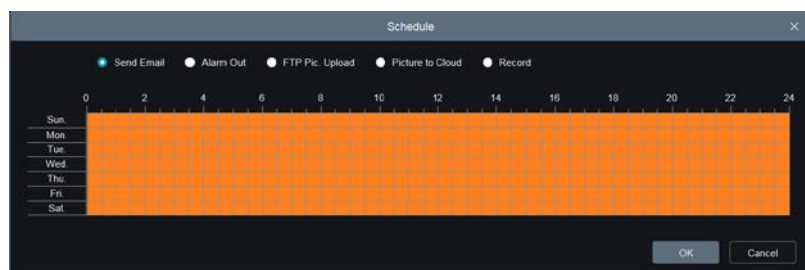 Schedule
Send Email Alarm Out FTP Pic. Upload Picture to Cloud Record
0 2 4 6 8 10 12 14 16 18 20 22 24
Sun.
Mon.
Tue.
Wed.
Thu.
Fri.
Sat.
OK Cancel